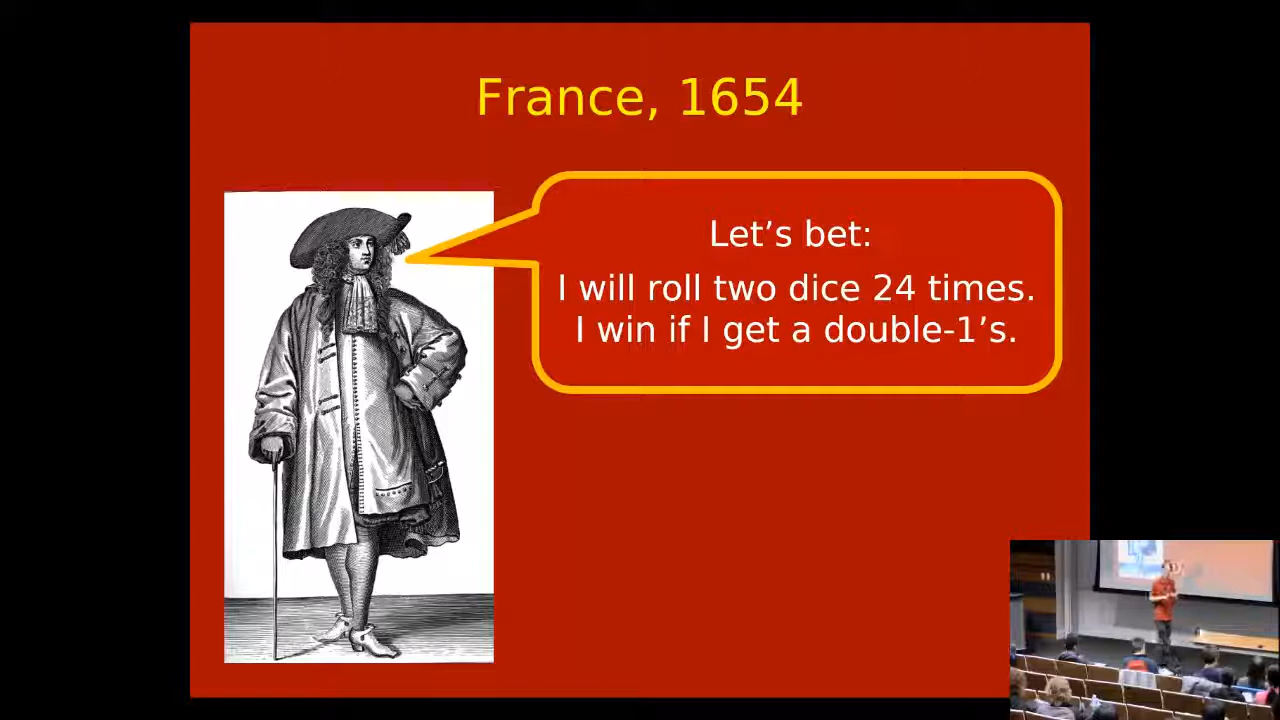 France, 1654
Let’s bet:
I will roll two dice 24 times.
I win if I get a double-1’s.